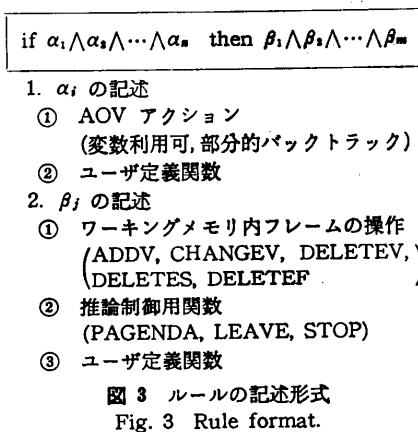 if α₁∧α₂∧⋯∧αₙ then β₁∧β₂∧⋯∧βₘ
1. αᵢ の記述
① AOV アクション
(変数利用可, 部分的バックトラック)
② ユーザ定義関数
2. βⱼ の記述
① ワーキングメモリ内フレームの操作
(ADDV, CHANGEV, DELETEV,
DELETES, DELETEF
② 推論制御用関数
(PAGENDA, LEAVE, STOP)
③ ユーザ定義関数
図 3 ルールの記述形式
Fig. 3 Rule format.